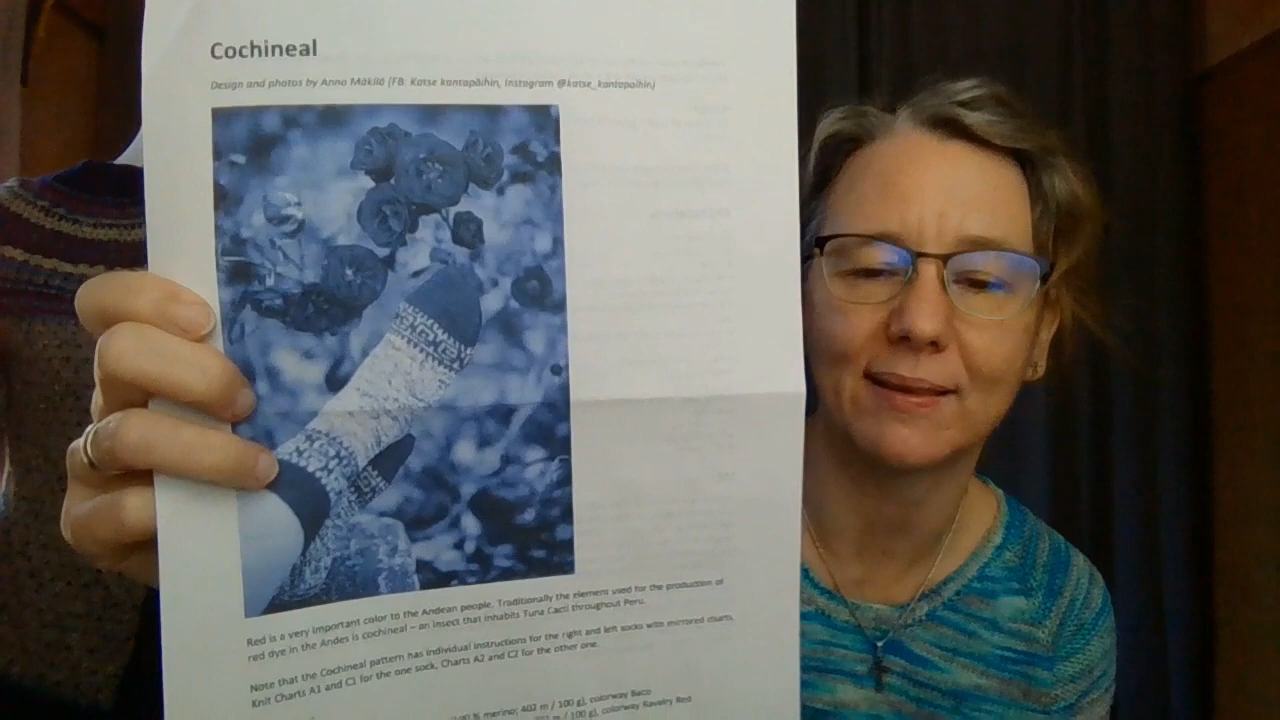 Cochineal
Design and photos by Anna Mäkilä (FB: Katse kantapäihin, Instagram @katse_kantapaihin)
Red is a very important color to the Andean people. Traditionally the element used for the production of
red dye in the Andes is cochineal – an insect that inhabits Tuna Cacti throughout Peru.
Note that the Cochineal pattern has individual instructions for the right and left socks with mirrored charts.
Knit Charts A1 and C1 for the one sock, Charts A2 and C2 for the other one.
% merino; 402 m / 100 g), colorway Baco
m / 100 g), colorway Ravelry Red